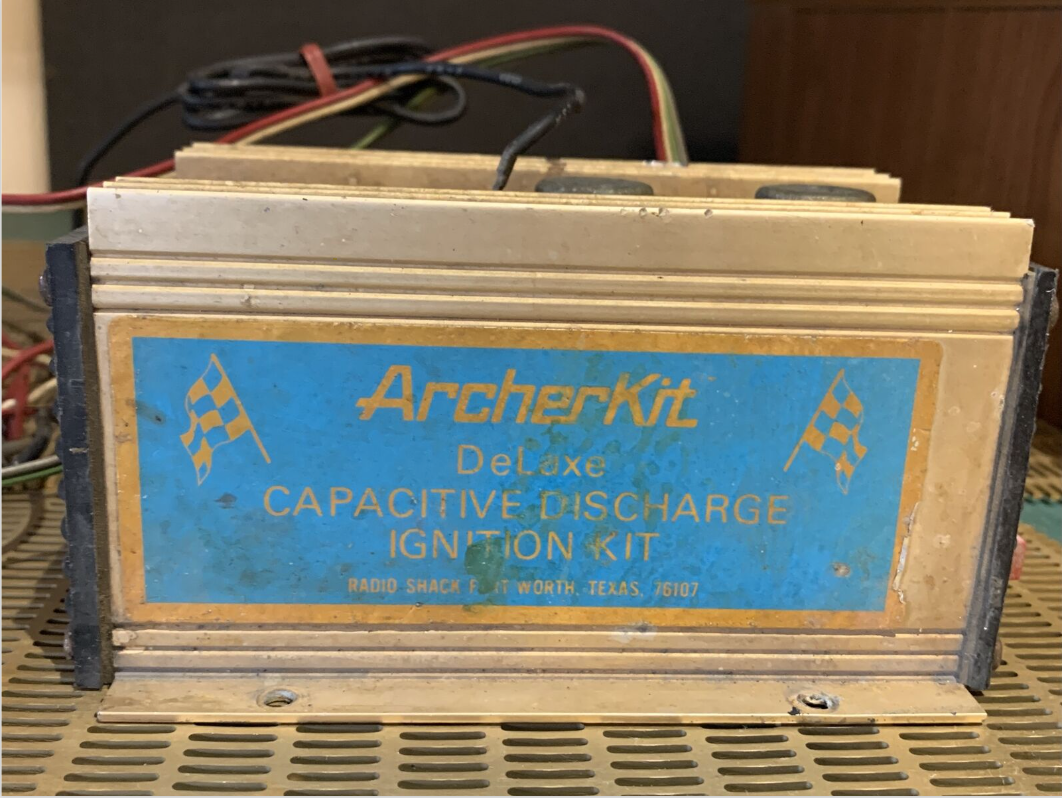 ArcherKit
DeLuxe
CAPACITIVE DISCHARGE
IGNITION KIT
RADIO SHACK FORT WORTH, TEXAS, 76107